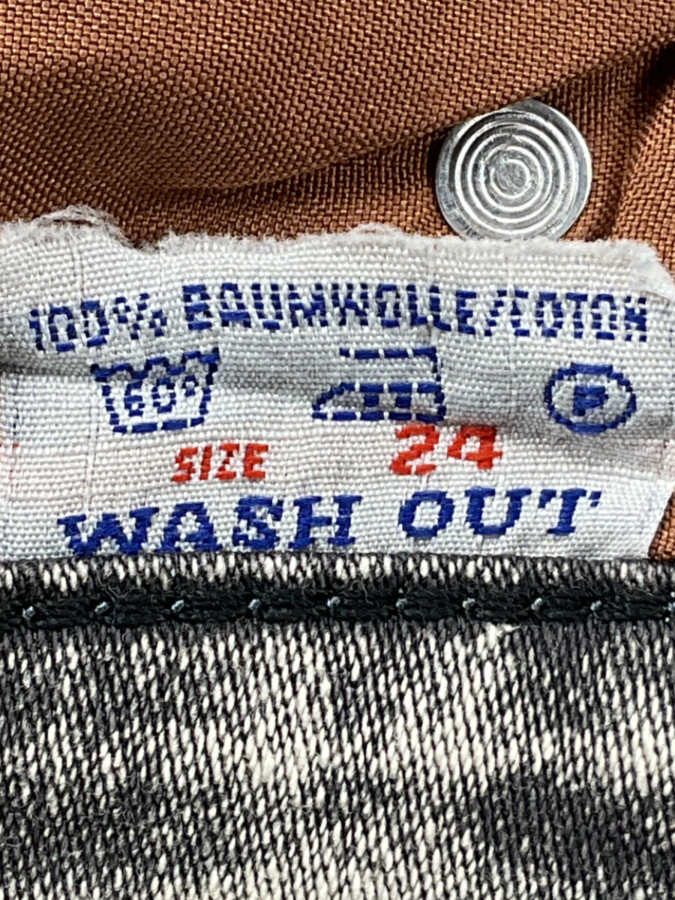 100% BAUMWOLLE/COTON
60° P
SIZE 24
WASH OUT